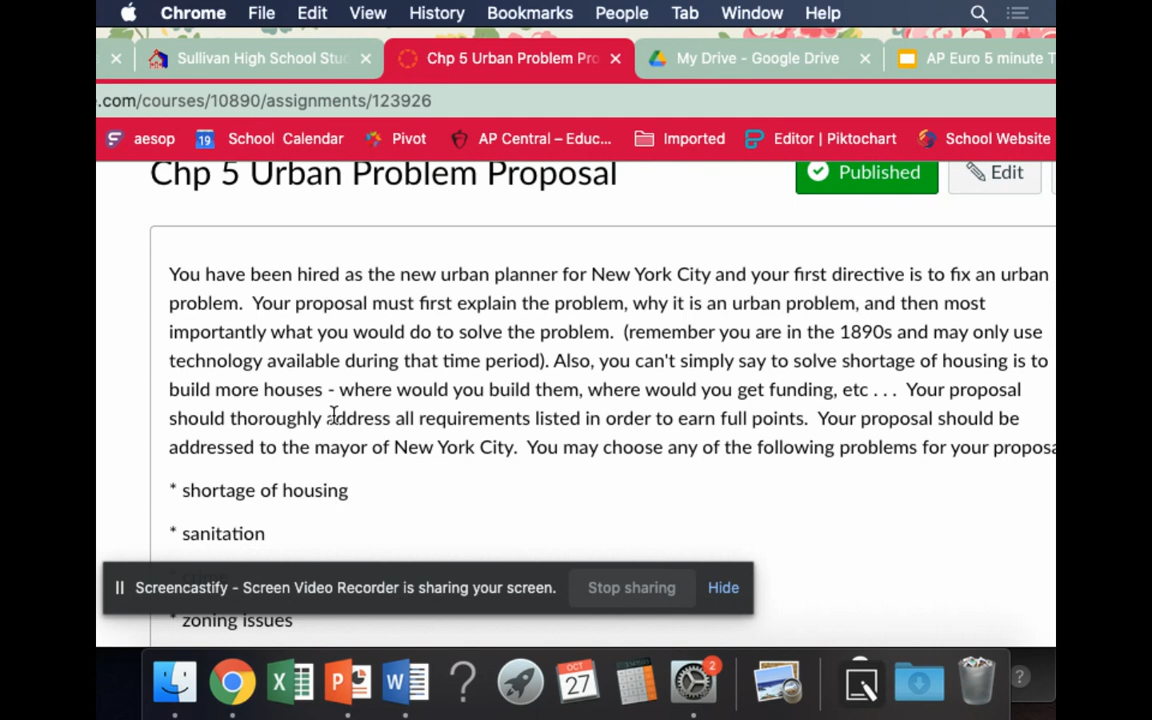 Chrome File Edit View History Bookmarks People Tab Window Help
Sullivan High School Stu
Chp 5 Urban Problem Pro
My Drive - Google Drive
AP Euro 5 minute T
.com/courses/10890/assignments/123926
aesop
19 School Calendar
Pivot
AP Central – Educ...
Imported
Editor | Piktochart
School Website
Chp 5 Urban Problem Proposal
Published
Edit
You have been hired as the new urban planner for New York City and your first directive is to fix an urban
problem. Your proposal must first explain the problem, why it is an urban problem, and then most
importantly what you would do to solve the problem. (remember you are in the 1890s and may only use
technology available during that time period). Also, you can't simply say to solve shortage of housing is to
build more houses - where would you build them, where would you get funding, etc . . . Your proposal
should thoroughly address all requirements listed in order to earn full points. Your proposal should be
addressed to the mayor of New York City. You may choose any of the following problems for your proposa
* shortage of housing
* sanitation
Screencastify - Screen Video Recorder is sharing your screen.
Stop sharing
Hide
* zoning issues
X
P
W
?
OCT
27
2
?